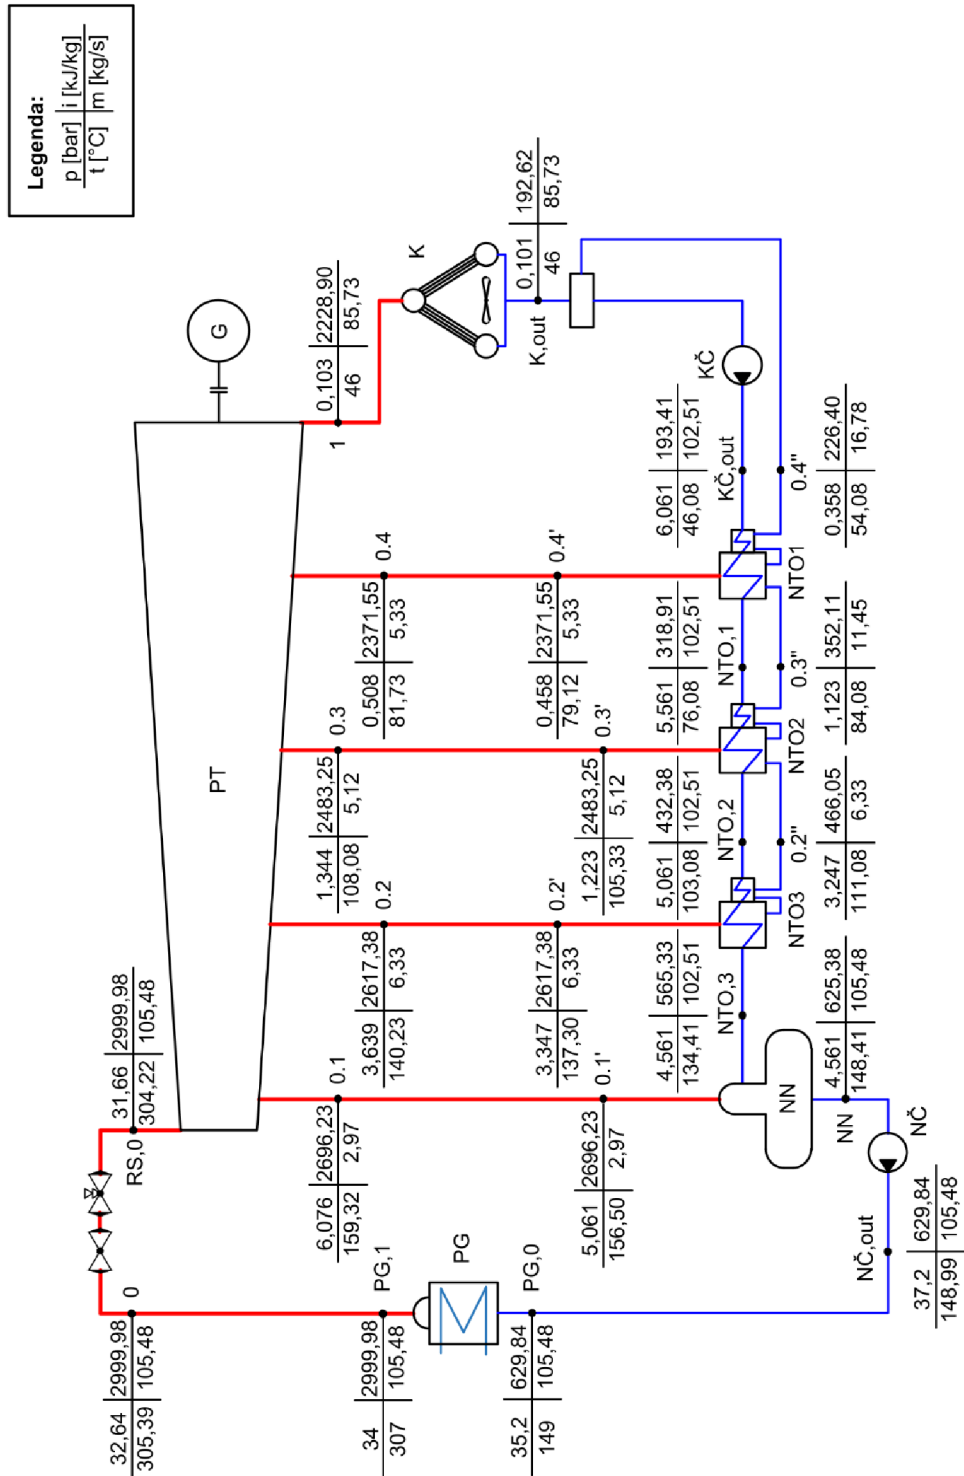 Legenda:
p [bar] i [kJ/kg]
t [°C] m [kg/s]
G
PT
31,66 2999,98
304,22 105,48
RS,0
32,64 2999,98
305,39 105,48
0
34 2999,98
307 105,48
PG,1
PG
35,2 629,84
149 105,48
PG,0
6,076 2696,23
159,32 2,97
0.1
5,061 2696,23
156,50 2,97
0.1'
3,639 2617,38
140,23 6,33
0.2
3,347 2617,38
137,30 6,33
0.2'
1,344 2483,25
108,08 5,12
0.3
1,223 2483,25
105,33 5,12
0.3'
0,508 2371,55
81,73 5,33
0.4
0,458 2371,55
79,12 5,33
0.4'
0,103 2228,90
46 85,73
1
K
0,101 192,62
46 85,73
K,out
KČ
6,061 193,41
46,08 102,51
KČ,out
5,561 318,91
76,08 102,51
NTO,1
5,061 432,38
103,08 102,51
NTO,2
4,561 565,33
134,41 102,51
NTO,3
NTO1
NTO2
NTO3
0.4"
0,358 226,40
54,08 16,78
0.3"
1,123 352,11
84,08 11,45
0.2"
3,247 466,05
111,08 6,33
NN
NN
4,561 625,38
148,41 105,48
NČ
NČ,out
37,2 629,84
148,99 105,48